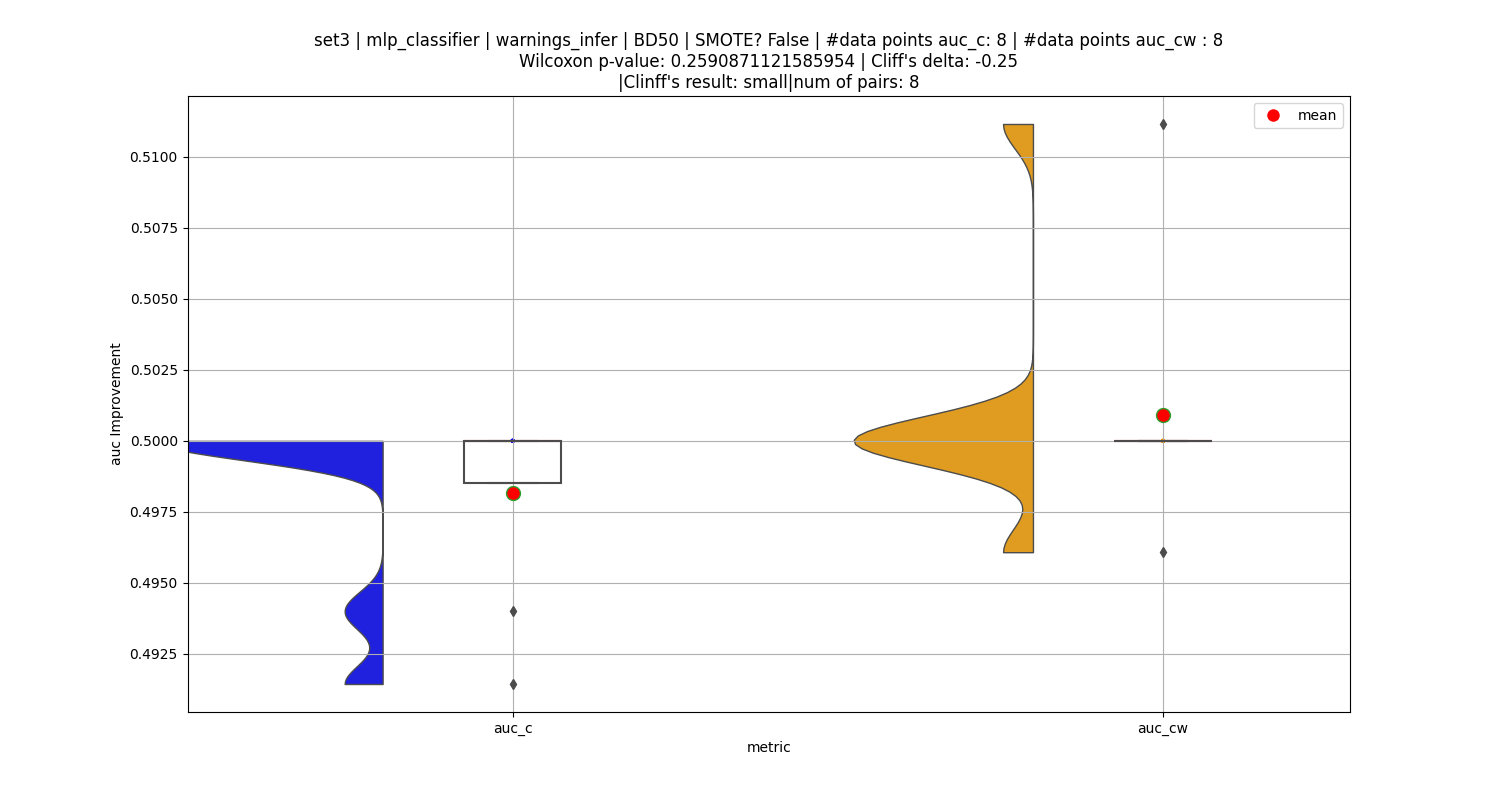 set3 | mlp_classifier | warnings_infer | BD50 | SMOTE? False | #data points auc_c: 8 | #data points auc_cw : 8
Wilcoxon p-value: 0.2590871121585954 | Cliff's delta: -0.25
|Clinff's result: small|num of pairs: 8
mean
0.5100
0.5075
0.5050
0.5025
0.5000
0.4975
0.4950
0.4925
auc Improvement
auc_c
auc_cw
metric